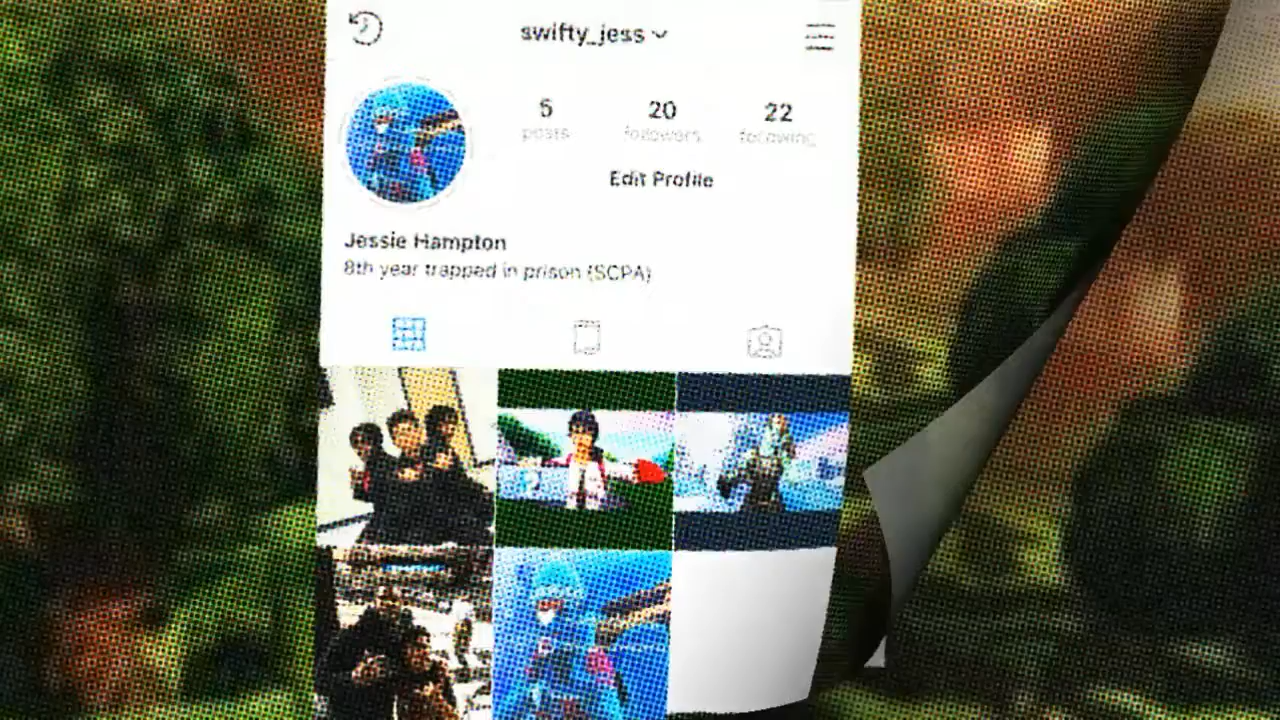 swifty_jess
5 20 22
posts followers following
Edit Profile
Jessie Hampton
8th year trapped in prison (SCPA)